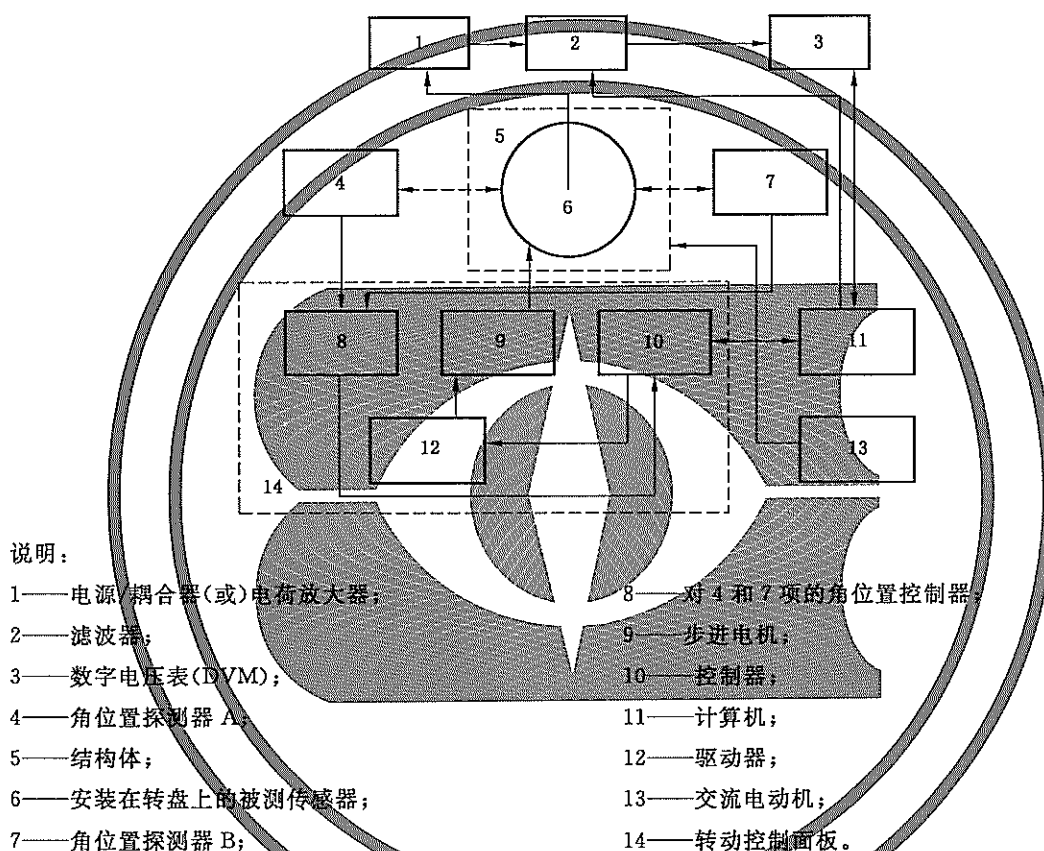 1
2
3
5
4
6
7
8
9
10
11
12
13
14
说明：
1——电源/耦合器(或)电荷放大器；
2——滤波器；
3——数字电压表(DVM)；
4——角位置探测器 A；
5——结构体；
6——安装在转盘上的被测传感器；
7——角位置探测器 B；
8——对 4 和 7 项的角位置控制器；
9——步进电机；
10——控制器；
11——计算机；
12——驱动器；
13——交流电动机；
14——转动控制面板。